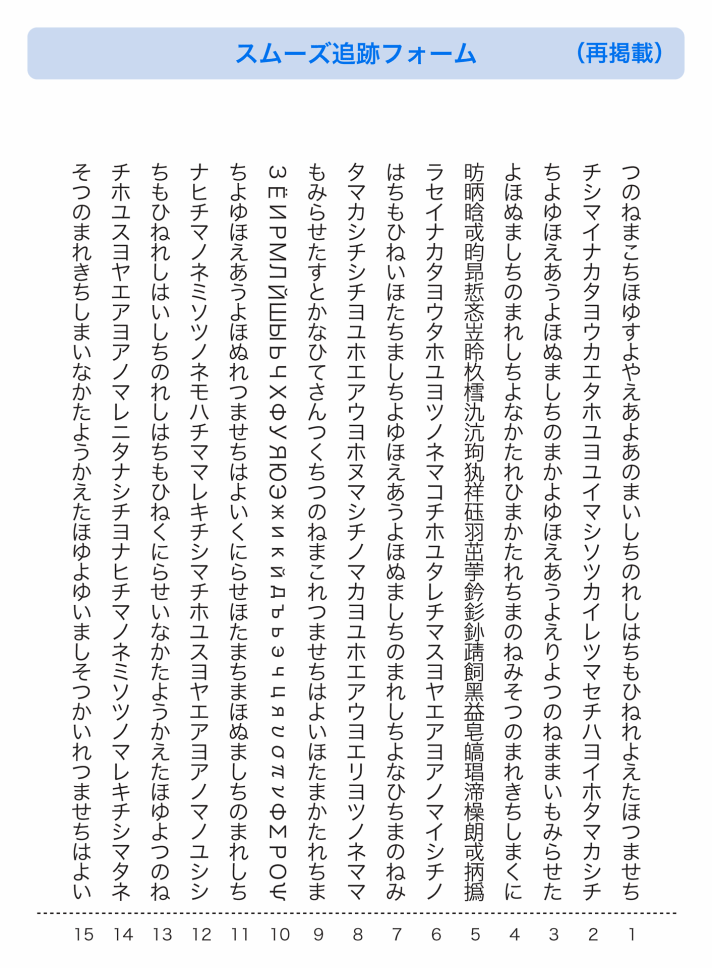 スムーズ追跡フォーム
（再掲載）
つのねまこちほゆすよやえあよあのまいしちのれしはちもひねれよえたほつませち
チシマイナカタヨウカエタホユヨユイマシソツカイレツマセチハヨイホタマカシチ
ちよゆほえあうよほぬましちのまかよゆほえあうよえりよつのねままいもみらせた
よほぬましちのまれしちよなかたれひまかたれちまのねみそつのまれきちしまくに
昉昞晗戓昀昻惁忞岦昤杦樰氿沆珣犱祥砡羽茁荢鈐釤鈔靕飼黑益皂皜琩渧橾朗戓抦撝
ラセイナカタヨウタホユヨツノネマコチホユタレチマスヨヤエアヨアノマイシチノ
はちもひねいほたちましちよゆほえあうよほぬましちのまれしちよなひちまのねみ
タマカシチシチヨユホエアウヨホヌマシチノマカヨユホエアウヨエリヨツノネママ
もみらせたすとかなひてさんつくちつのねまこれつませちはよいほたまかたれちま
ЗЁИРМЛЙШЫЬЧХФУЯЮЭжикйдъьэчцяυσπνΦΣΡΟΨ
ちよゆほえあうよほぬれつませちはよいくにらせほたまちまほぬましちのまれしち
ナヒチマノネミソツノネモハチママレキチシマチホユスヨヤエアヨアノマノユシシ
ちもひねれしはいしちのれしはちもひねくにらせいなかたようかえたほゆよつのね
チホユスヨヤエアヨアノマレニタナシチヨナヒチマノネミソツノマレキチシマタネ
そつのまれきちしまいなかたようかえたほゆよゆいましそつかいれつませちはよい
15 14 13 12 11 10 9 8 7 6 5 4 3 2 1